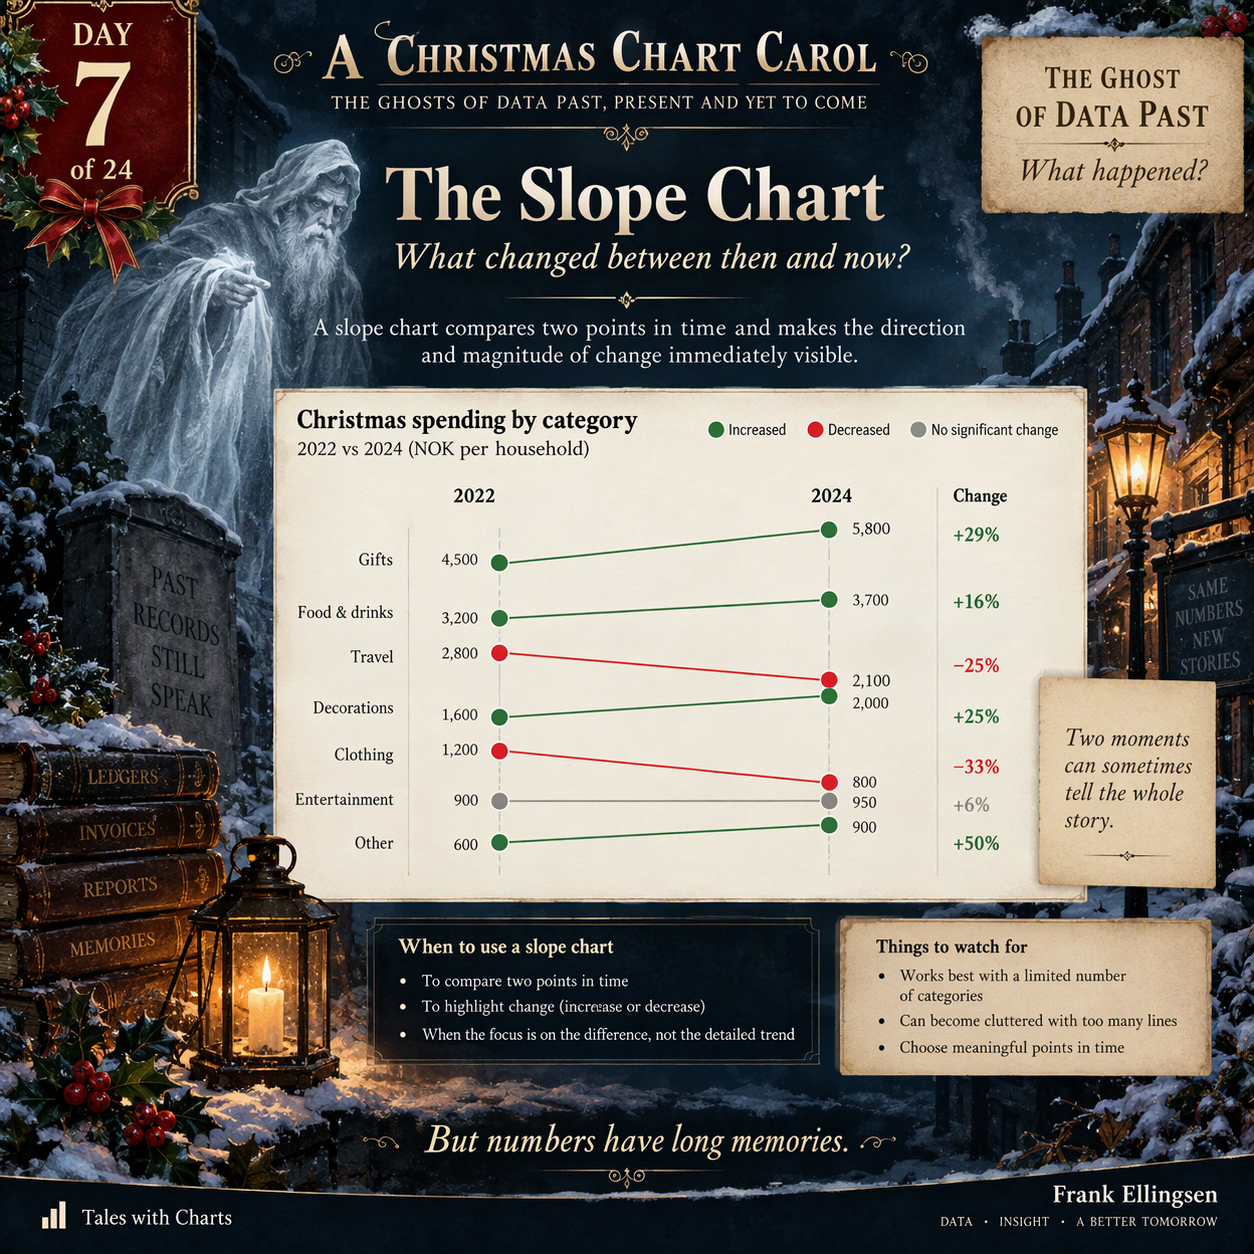 DAY
7
of 24
A CHRISTMAS CHART CAROL
THE GHOSTS OF DATA PAST, PRESENT AND YET TO COME
THE GHOST
OF DATA PAST
What happened?
The Slope Chart
What changed between then and now?
A slope chart compares two points in time and makes the direction
and magnitude of change immediately visible.
Christmas spending by category
2022 vs 2024 (NOK per household)
Increased Decreased No significant change
2022 2024 Change
Gifts 4,500 5,800 +29%
Food & drinks 3,200 3,700 +16%
Travel 2,800 2,100 −25%
Decorations 1,600 2,000 +25%
Clothing 1,200 800 −33%
Entertainment 900 950 +6%
Other 600 900 +50%
PAST
RECORDS
STILL
SPEAK
SAME
NUMBERS
NEW
STORIES
Two moments
can sometimes
tell the whole
story.
LEDGERS
INVOICES
REPORTS
MEMORIES
When to use a slope chart
• To compare two points in time
• To highlight change (increase or decrease)
• When the focus is on the difference, not the detailed trend
Things to watch for
• Works best with a limited number
of categories
• Can become cluttered with too many lines
• Choose meaningful points in time
But numbers have long memories.
Tales with Charts
Frank Ellingsen
DATA • INSIGHT • A BETTER TOMORROW